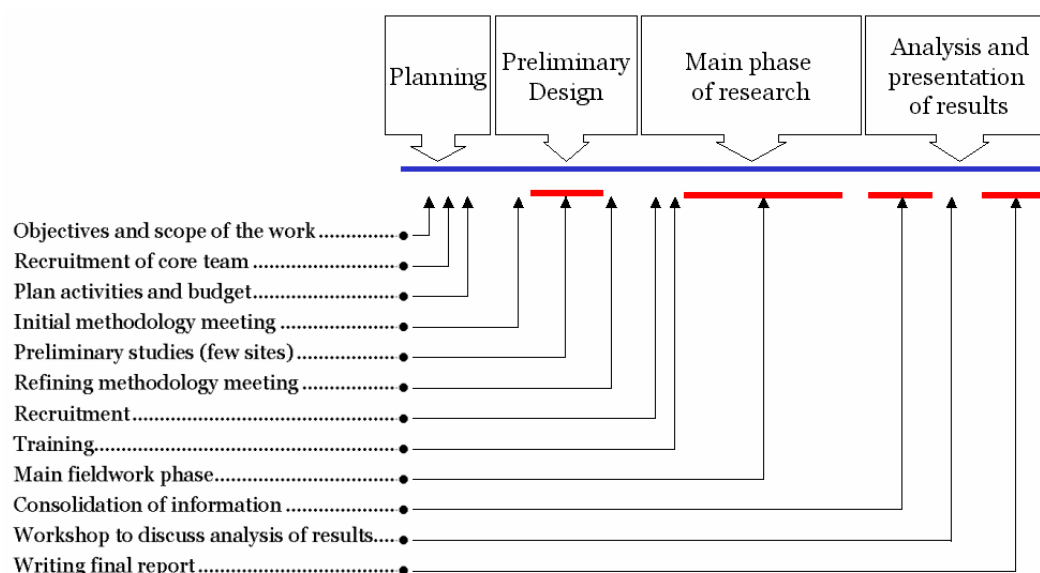 Planning
Preliminary
Design
Main phase
of research
Analysis and
presentation
of results
Objectives and scope of the work
Recruitment of core team
Plan activities and budget
Initial methodology meeting
Preliminary studies (few sites)
Refining methodology meeting
Recruitment
Training
Main fieldwork phase
Consolidation of information
Workshop to discuss analysis of results
Writing final report